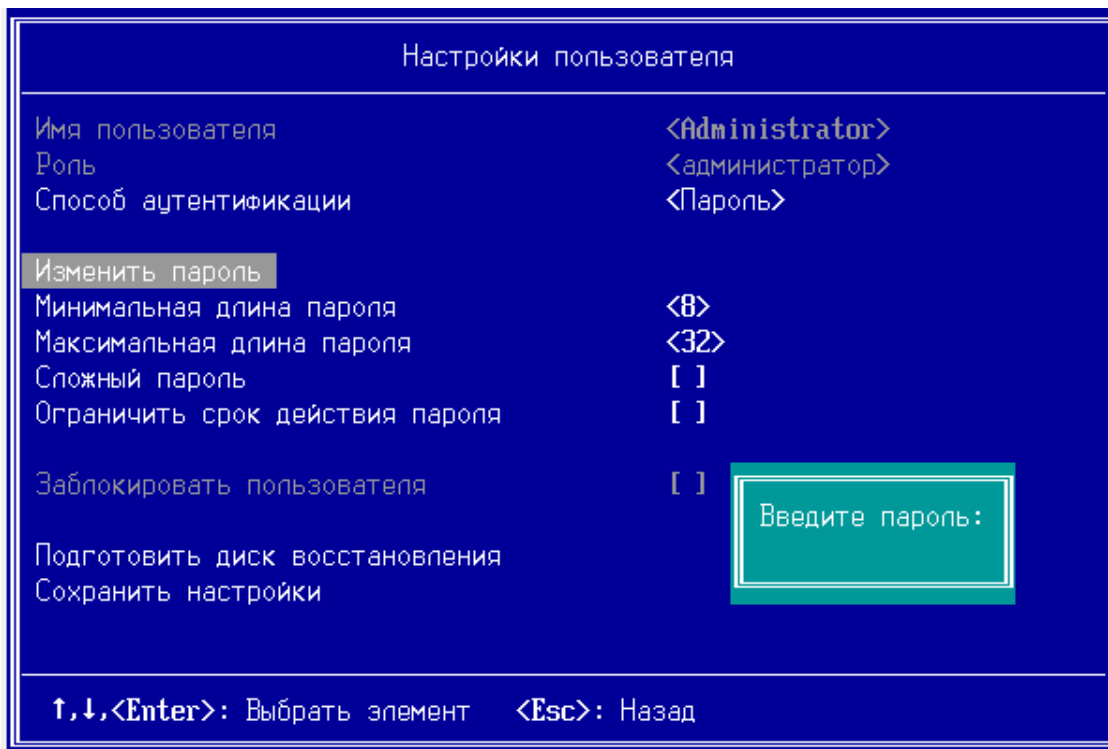 Настройки пользователя
Имя пользователя <Administrator>
Роль <администратор>
Способ аутентификации <Пароль>
Изменить пароль
Минимальная длина пароля <8>
Максимальная длина пароля <32>
Сложный пароль [ ]
Ограничить срок действия пароля [ ]
Заблокировать пользователя [ ]
Введите пароль:
Подготовить диск восстановления
Сохранить настройки
↑,↓,<Enter>: Выбрать элемент <Esc>: Назад